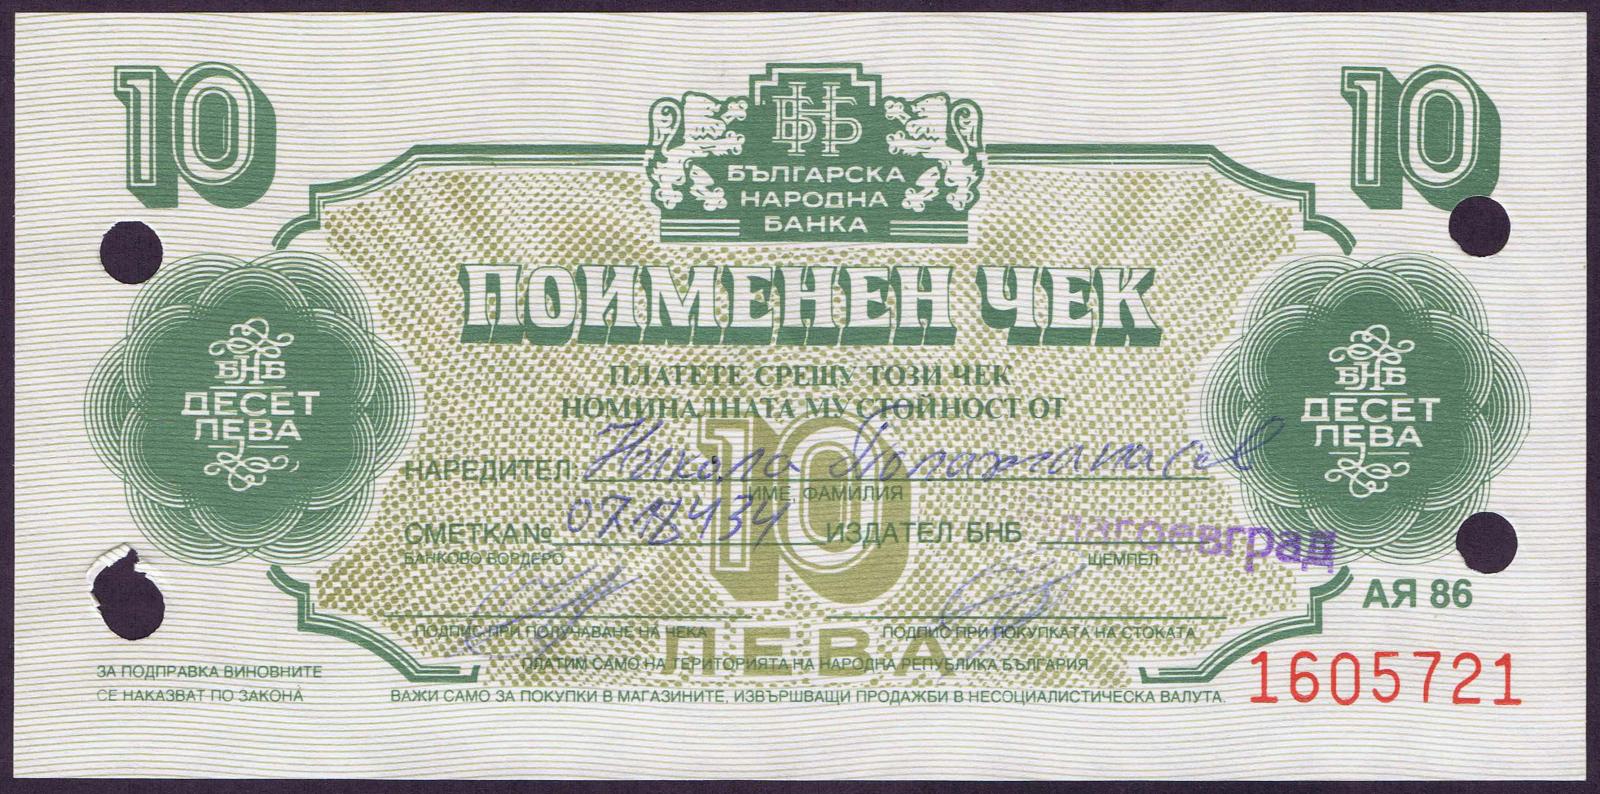 10
10
БНБ
БЪЛГАРСКА
НАРОДНА
БАНКА
ПОИМЕНЕН ЧЕК
БНБ
ДЕСЕТ
ЛЕВА
БНБ
ДЕСЕТ
ЛЕВА
ПЛАТЕТЕ СРЕЩУ ТОЗИ ЧЕК
НОМИНАЛНАТА МУ СТОЙНОСТ ОТ
НАРЕДИТЕЛ Никола
ИМЕ, ФАМИЛИЯ
10
СМЕТКА№ ИЗДАТЕЛ БНБ Благоевград
БАНКОВО БОРДЕРО ЩЕМПЕЛ
АЯ 86
ПОДПИС ПРИ ПОЛУЧАВАНЕ НА ЧЕКА ПОДПИС ПРИ ПОКУПКАТА НА СТОКАТА
ЛЕВА
ПЛАТИМ САМО НА ТЕРИТОРИЯТА НА НАРОДНА РЕПУБЛИКА БЪЛГАРИЯ
ЗА ПОДПРАВКА ВИНОВНИТЕ
СЕ НАКАЗВАТ ПО ЗАКОНА
ВАЖИ САМО ЗА ПОКУПКИ В МАГАЗИНИТЕ, ИЗВЪРШВАЩИ ПРОДАЖБИ В НЕСОЦИАЛИСТИЧЕСКА ВАЛУТА.
1605721